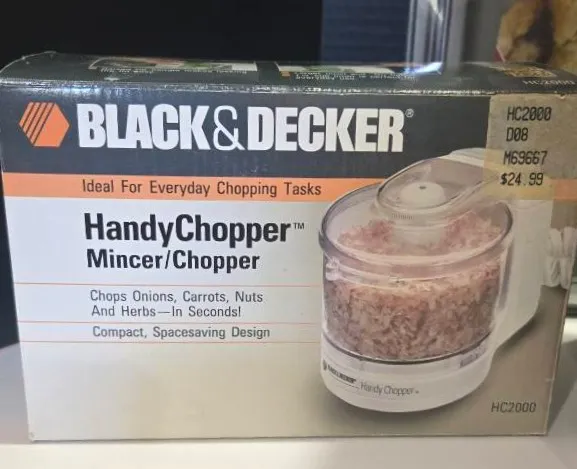 HC2000
BLACK&DECKER®
HC2000
D08
M69667
$24.99
Ideal For Everyday Chopping Tasks
HandyChopper™
Mincer/Chopper
Chops Onions, Carrots, Nuts
And Herbs—In Seconds!
Compact, Spacesaving Design
Handy Chopper
HC2000